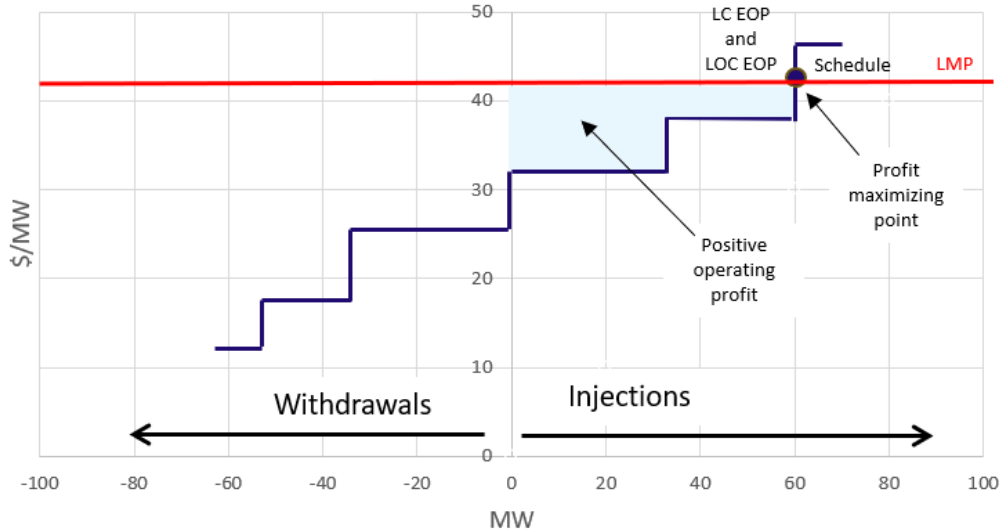 50
LC EOP
and
LOC EOP
Schedule
LMP
40
Profit
maximizing
point
30
$/MW
Positive
operating
profit
20
10
Withdrawals
Injections
0
-100 -80 -60 -40 -20 0 20 40 60 80 100
MW